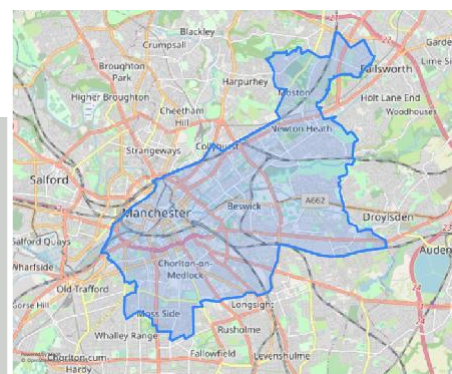 Blackley
Crumpsall
Broughton
Park
Harpurhey
Moston
Failsworth
Holt Lane End
Woodhouses
Higher Broughton
Cheetham
Hill
Newton Heath
Strangeways
Collyhurst
Salford
A662
Manchester
Beswick
Droylsden
Salford Quays
Wharfside
Chorlton-on-
Medlock
Old-Trafford
Gorse Hill
Moss Side
Longsight
Rusholme
Whalley Range
Fallowfield
Levenshulme
Hardy